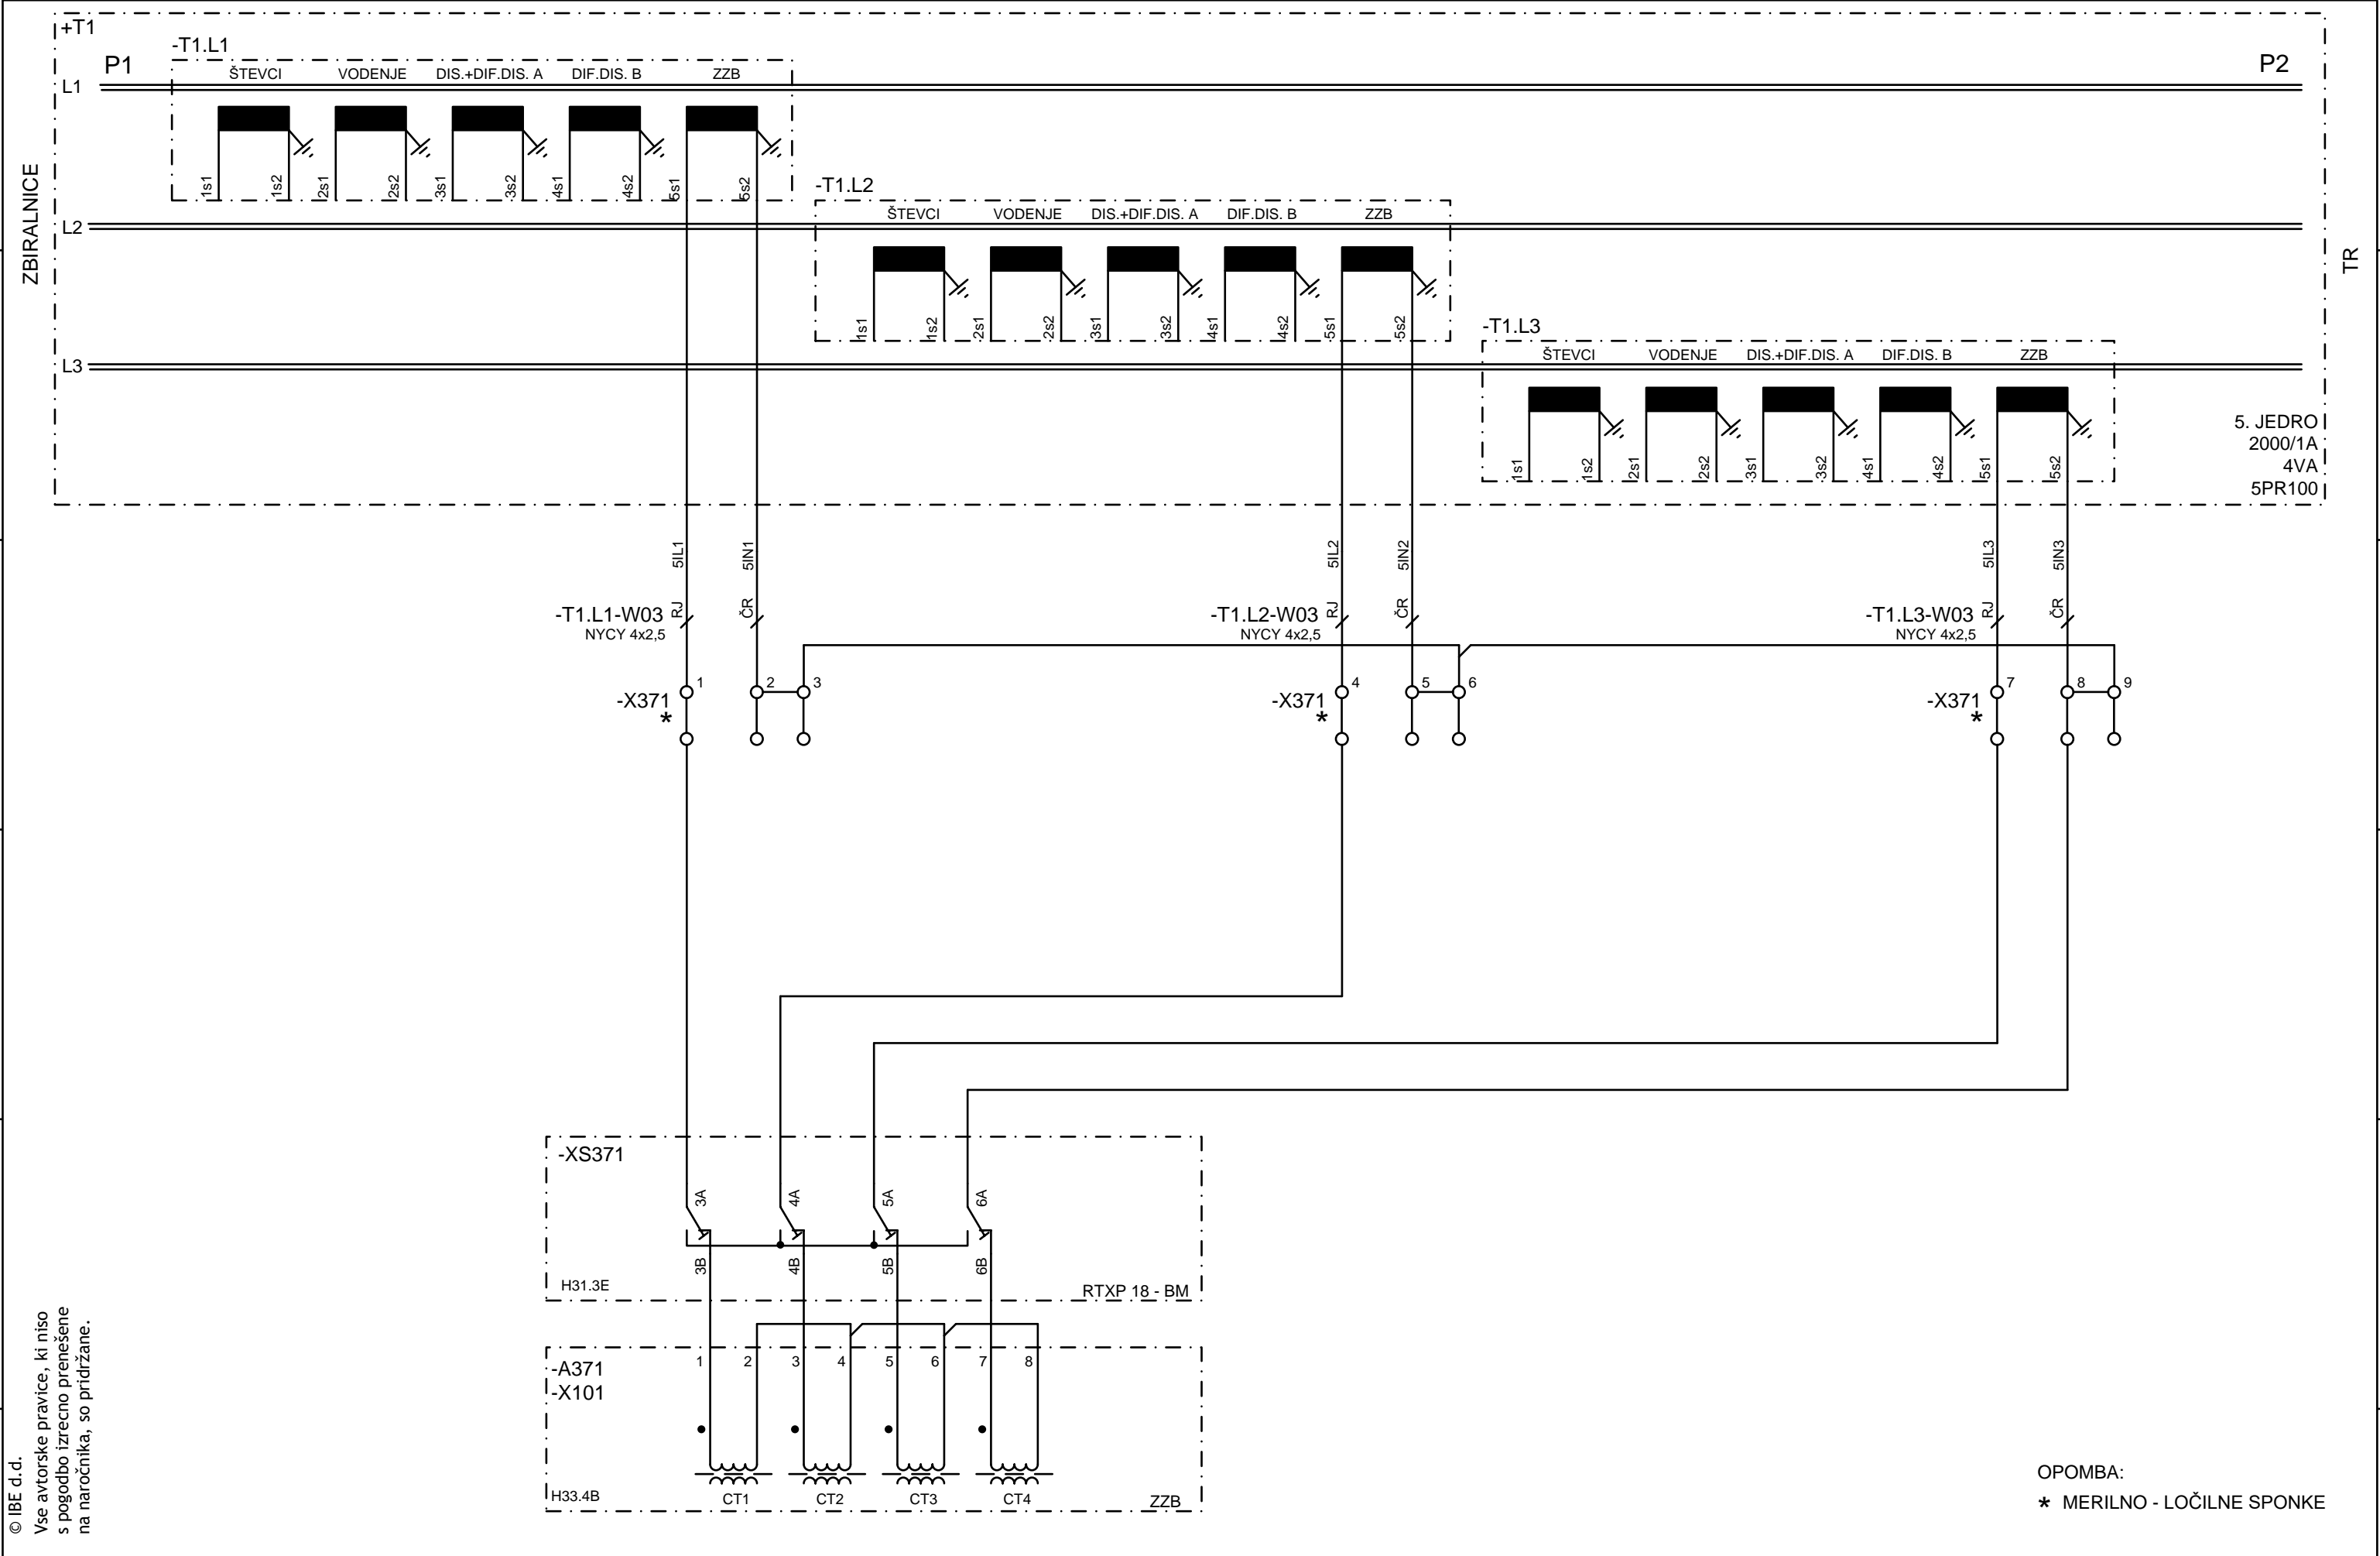 +T1
-T1.L1
P1
P2
ŠTEVCI VODENJE DIS.+DIF.DIS. A DIF.DIS. B ZZB
L1
1s1 1s2 2s1 2s2 3s1 3s2 4s1 4s2 5s1 5s2
ZBIRALNICE
-T1.L2
ŠTEVCI VODENJE DIS.+DIF.DIS. A DIF.DIS. B ZZB
L2
TR
1s1 1s2 2s1 2s2 3s1 3s2 4s1 4s2 5s1 5s2
-T1.L3
ŠTEVCI VODENJE DIS.+DIF.DIS. A DIF.DIS. B ZZB
L3
1s1 1s2 2s1 2s2 3s1 3s2 4s1 4s2 5s1 5s2
5. JEDRO
2000/1A
4VA
5PR100
5IL1 5IN1 5IL2 5IN2 5IL3 5IN3
-T1.L1-W03 RJ ČR
NYCY 4x2,5
-T1.L2-W03 RJ ČR
NYCY 4x2,5
-T1.L3-W03 RJ ČR
NYCY 4x2,5
1 2 3 4 5 6 7 8 9
-X371 -X371 -X371
* * *
-XS371
3A 4A 5A 6A
3B 4B 5B 6B
H31.3E
RTXP 18 - BM
-A371
-X101
1 2 3 4 5 6 7 8
CT1 CT2 CT3 CT4
H33.4B
ZZB
OPOMBA:
* MERILNO - LOČILNE SPONKE
© IBE d.d.
Vse avtorske pravice, ki niso
s pogodbo izrecno prenešene
na naročnika, so pridržane.